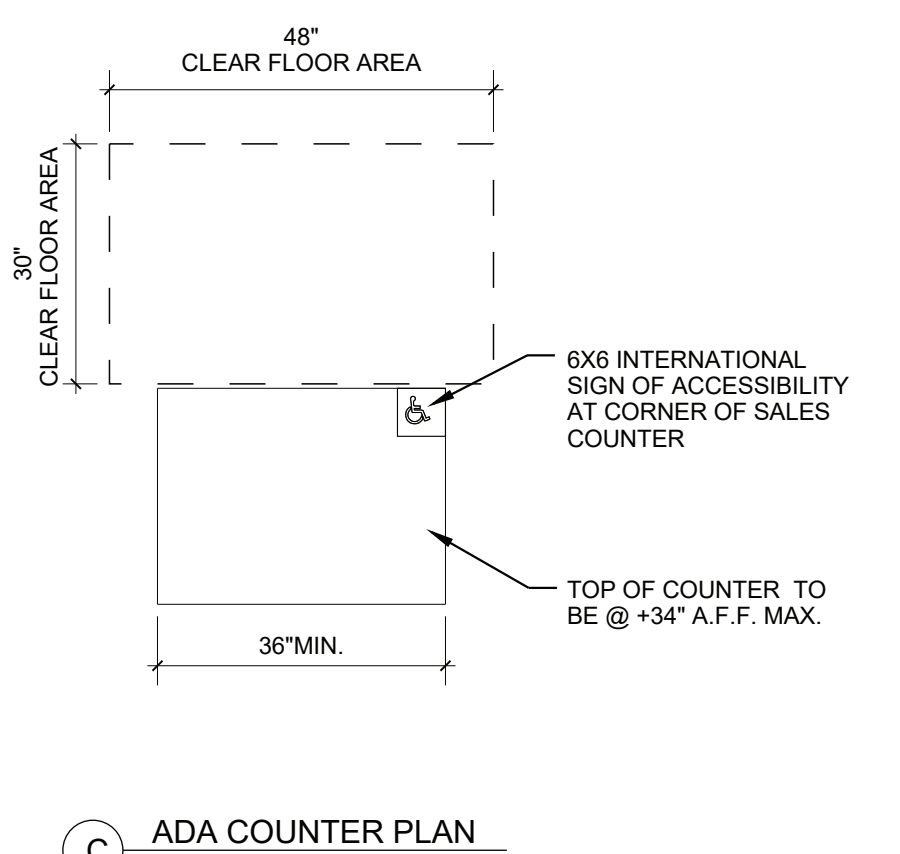 48"
CLEAR FLOOR AREA
30"
CLEAR FLOOR AREA
6X6 INTERNATIONAL
SIGN OF ACCESSIBILITY
AT CORNER OF SALES
COUNTER
TOP OF COUNTER TO
BE @ +34" A.F.F. MAX.
36"MIN.
C
ADA COUNTER PLAN